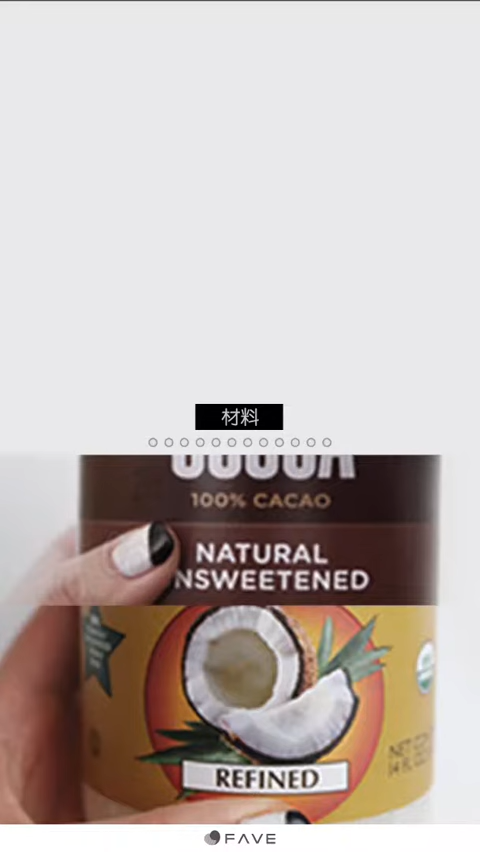 材料
100% CACAO
NATURAL
NSWEETENED
REFINED
FAVE